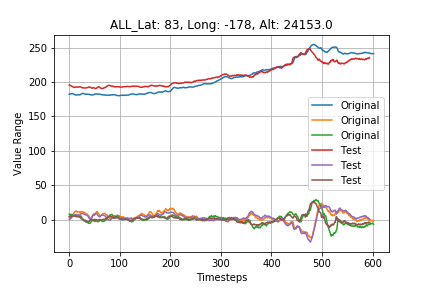 ALL_Lat: 83, Long: -178, Alt: 24153.0
250
200
150
100
50
0
Value Range
Original
Original
Original
Test
Test
Test
0 100 200 300 400 500 600
Timesteps